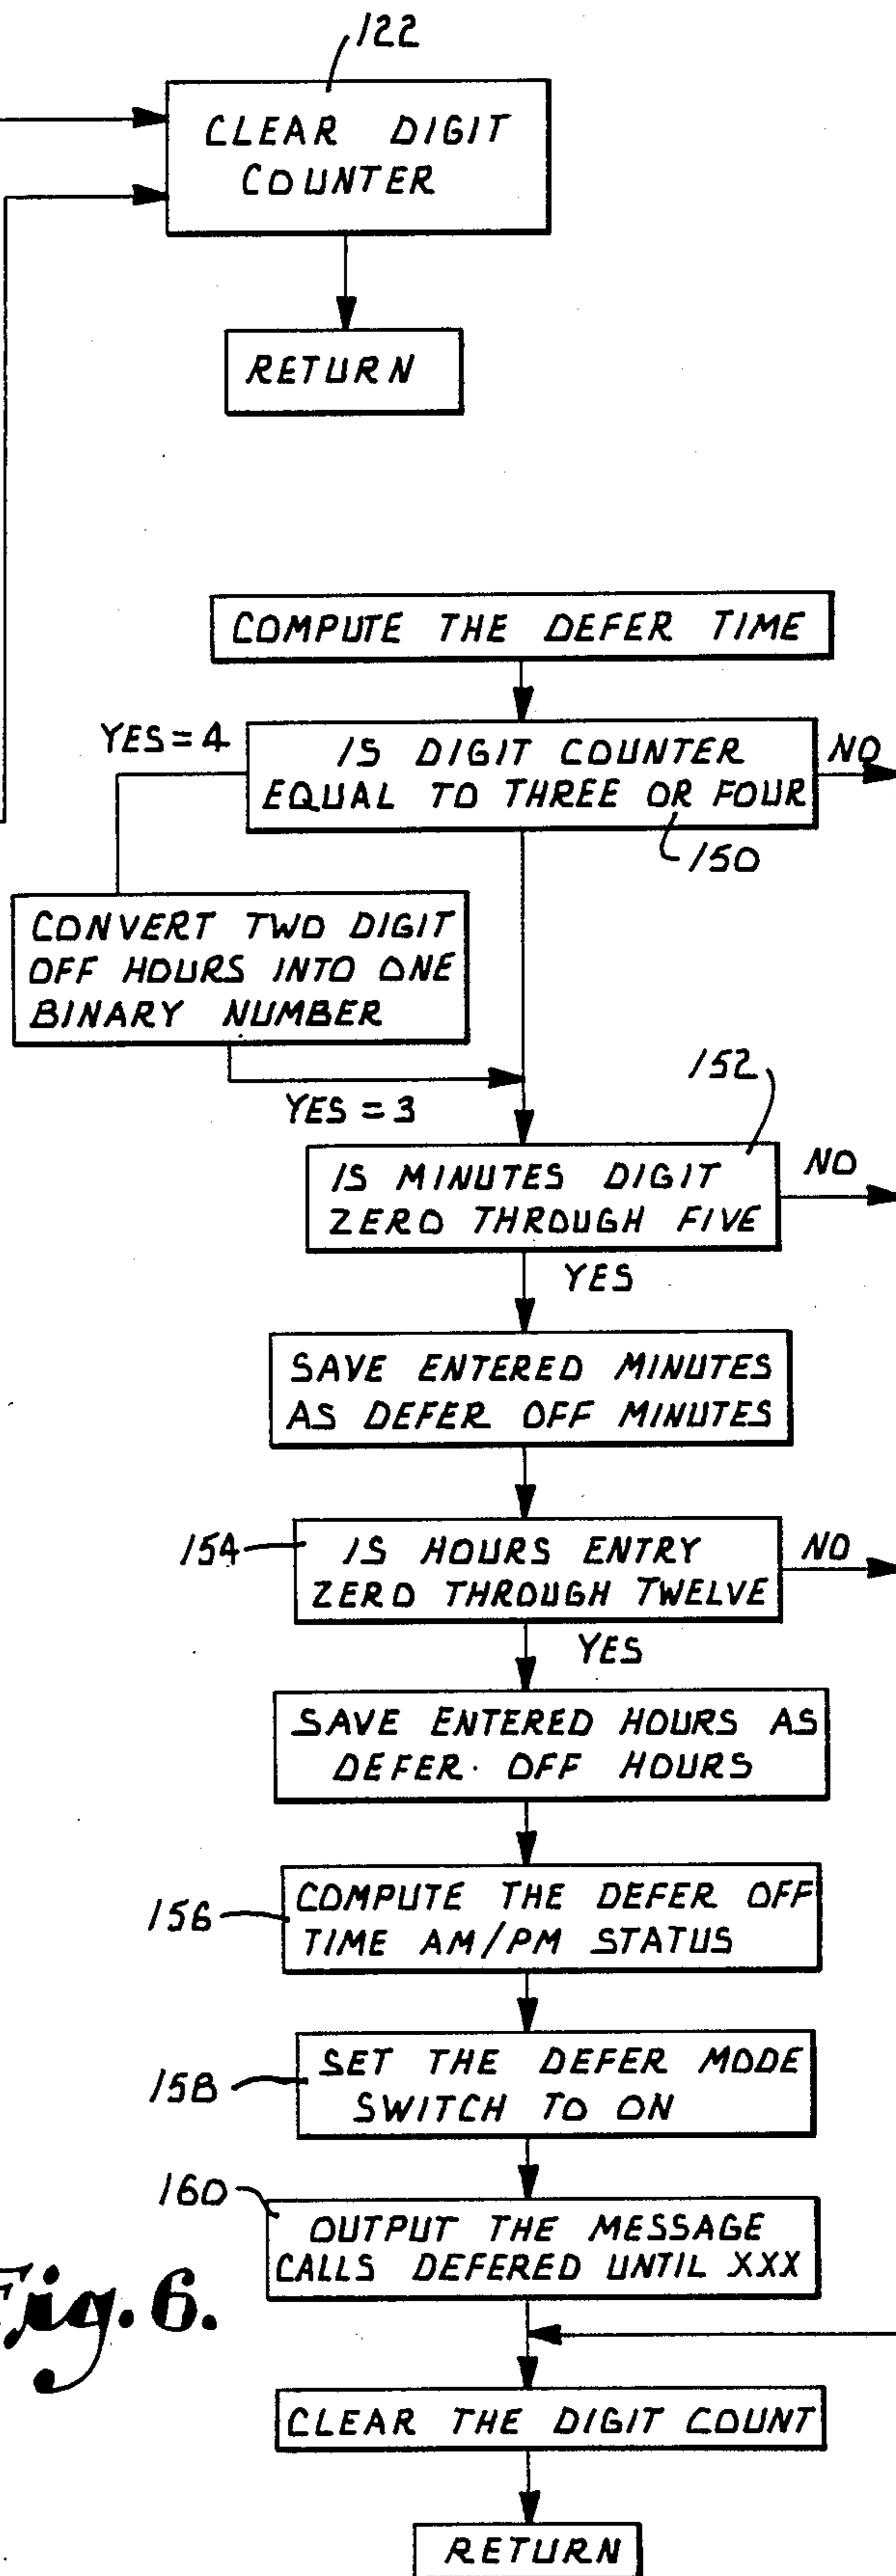 122
CLEAR DIGIT
COUNTER
RETURN
COMPUTE THE DEFER TIME
YES=4
IS DIGIT COUNTER
EQUAL TO THREE OR FOUR
NO
150
CONVERT TWO DIGIT
OFF HOURS INTO ONE
BINARY NUMBER
YES=3
152
IS MINUTES DIGIT
ZERO THROUGH FIVE
NO
YES
SAVE ENTERED MINUTES
AS DEFER OFF MINUTES
154
IS HOURS ENTRY
ZERO THROUGH TWELVE
NO
YES
SAVE ENTERED HOURS AS
DEFER OFF HOURS
156
COMPUTE THE DEFER OFF
TIME AM/PM STATUS
158
SET THE DEFER MODE
SWITCH TO ON
160
OUTPUT THE MESSAGE
CALLS DEFERED UNTIL XXX
Fig. 6.
CLEAR THE DIGIT COUNT
RETURN